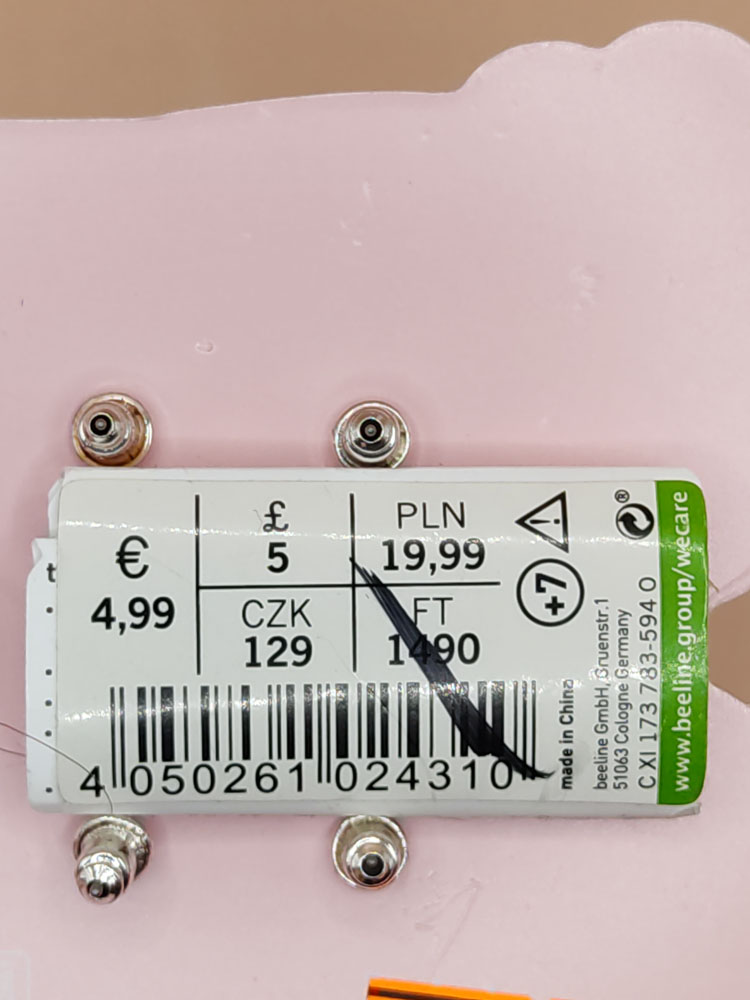 €
4,99
£
5
PLN
19,99
CZK
129
FT
1490
4 050261 024310
made in China
+7
beeline GmbH, Gruenstr.1
51063 Cologne Germany
C XI 173 783-594 O
www.beeline.group/wecare
t